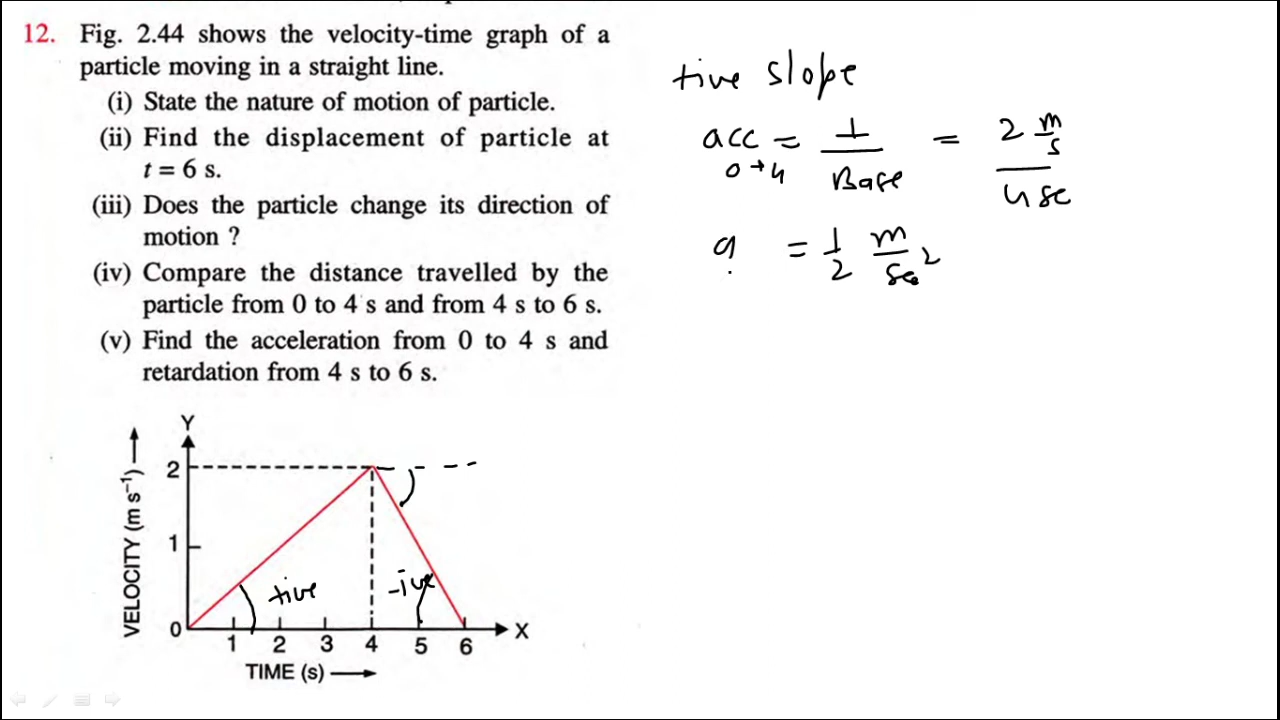 12. Fig. 2.44 shows the velocity-time graph of a
particle moving in a straight line.
(i) State the nature of motion of particle.
(ii) Find the displacement of particle at
t = 6 s.
(iii) Does the particle change its direction of
motion ?
(iv) Compare the distance travelled by the
particle from 0 to 4 s and from 4 s to 6 s.
(v) Find the acceleration from 0 to 4 s and
retardation from 4 s to 6 s.
Y
2
1
0
VELOCITY (m s⁻¹) →
+ive
-ive
1 2 3 4 5 6
X
TIME (s) →
+ive slope
acc = ⊥ / Base = 2 m/s / 4 sec
0→4
a = 1/2 m/sec²